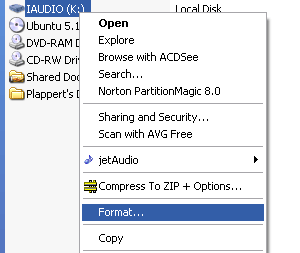 IAUDIO (K:)
Local Disk
Ubuntu 5.1
DVD-RAM D
CD-RW Driv
Shared Doc
Plappert's D
Open
Explore
Browse with ACDSee
Search...
Norton PartitionMagic 8.0
Sharing and Security...
Scan with AVG Free
jetAudio
Compress To ZIP + Options...
Format...
Copy